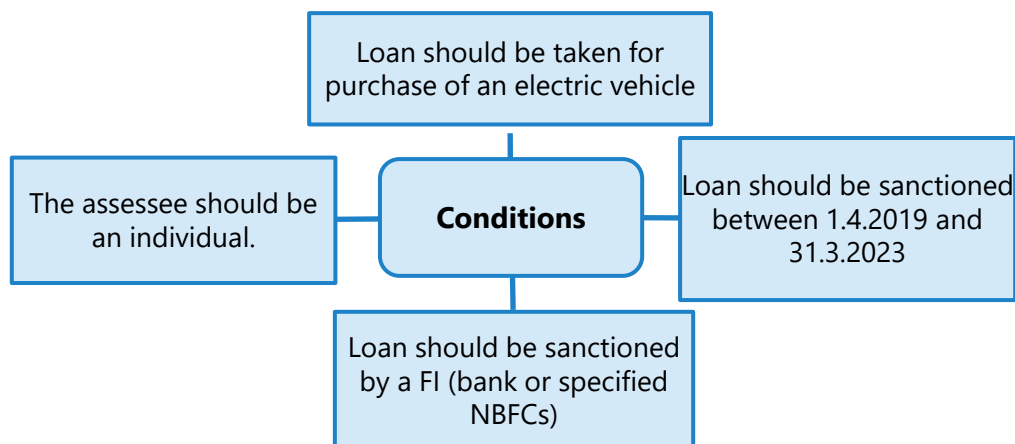 Loan should be taken for
purchase of an electric vehicle
The assessee should be
an individual.
Conditions
Loan should be sanctioned
between 1.4.2019 and
31.3.2023
Loan should be sanctioned
by a FI (bank or specified
NBFCs)